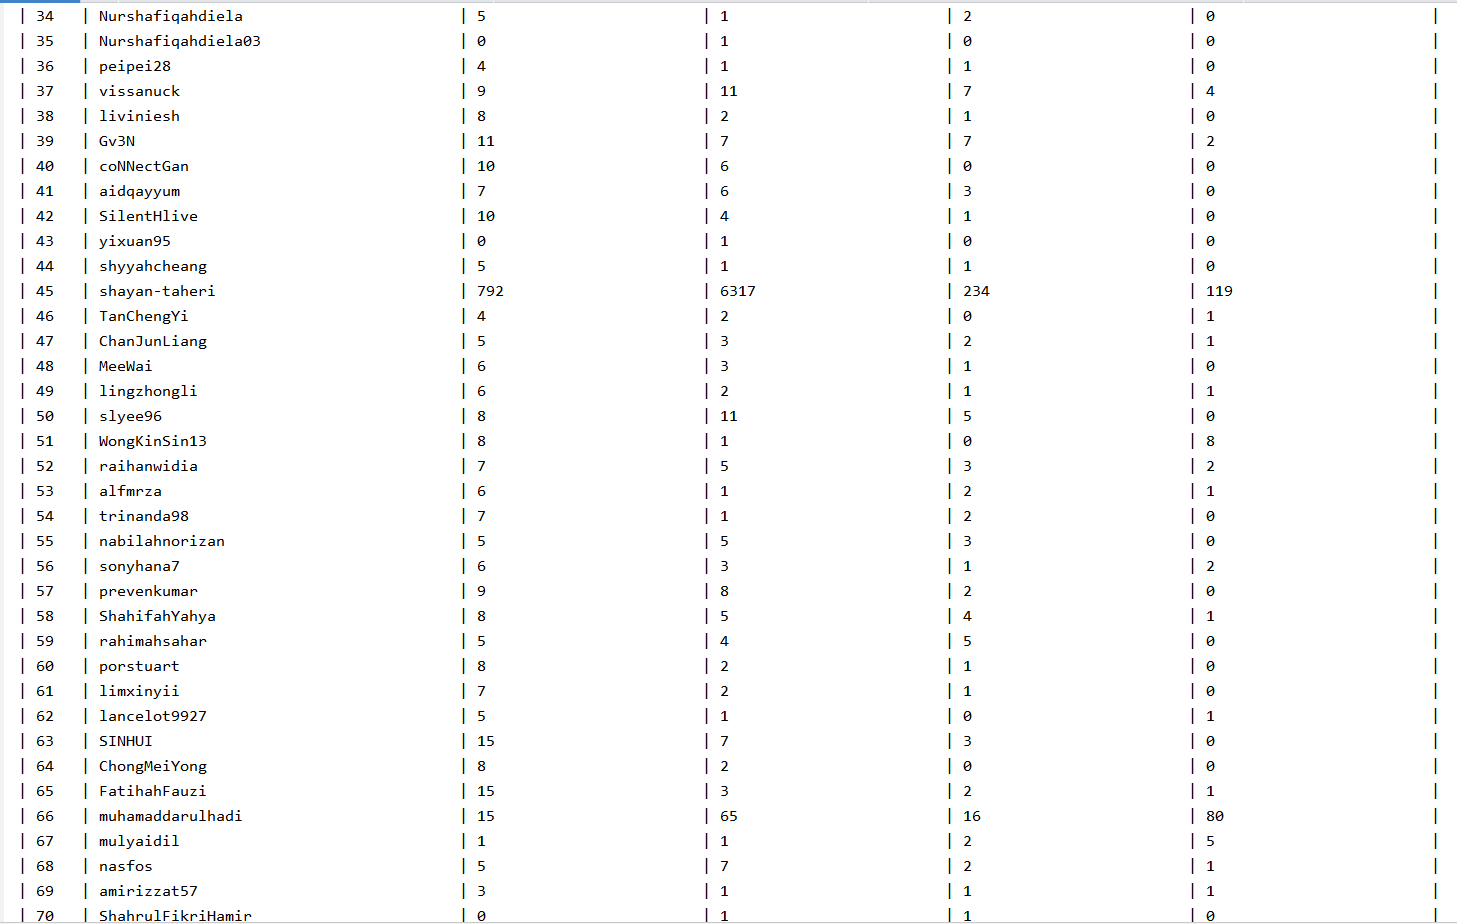 | 34 | Nurshafiqahdiela | 5 | 1 | 2 | 0 |
| 35 | Nurshafiqahdiela03 | 0 | 1 | 0 | 0 |
| 36 | peipei28 | 4 | 1 | 1 | 0 |
| 37 | vissanuck | 9 | 11 | 7 | 4 |
| 38 | liviniesh | 8 | 2 | 1 | 0 |
| 39 | Gv3N | 11 | 7 | 7 | 2 |
| 40 | coNNectGan | 10 | 6 | 0 | 0 |
| 41 | aidqayyum | 7 | 6 | 3 | 0 |
| 42 | SilentHlive | 10 | 4 | 1 | 0 |
| 43 | yixuan95 | 0 | 1 | 0 | 0 |
| 44 | shyyahcheang | 5 | 1 | 1 | 0 |
| 45 | shayan-taheri | 792 | 6317 | 234 | 119 |
| 46 | TanChengYi | 4 | 2 | 0 | 1 |
| 47 | ChanJunLiang | 5 | 3 | 2 | 1 |
| 48 | MeeWai | 6 | 3 | 1 | 0 |
| 49 | lingzhongli | 6 | 2 | 1 | 1 |
| 50 | slyee96 | 8 | 11 | 5 | 0 |
| 51 | WongKinSin13 | 8 | 1 | 0 | 8 |
| 52 | raihanwidia | 7 | 5 | 3 | 2 |
| 53 | alfmrza | 6 | 1 | 2 | 1 |
| 54 | trinanda98 | 7 | 1 | 2 | 0 |
| 55 | nabilahnorizan | 5 | 5 | 3 | 0 |
| 56 | sonyhana7 | 6 | 3 | 1 | 2 |
| 57 | prevenkumar | 9 | 8 | 2 | 0 |
| 58 | ShahifahYahya | 8 | 5 | 4 | 1 |
| 59 | rahimahsahar | 5 | 4 | 5 | 0 |
| 60 | porstuart | 8 | 2 | 1 | 0 |
| 61 | limxinyii | 7 | 2 | 1 | 0 |
| 62 | lancelot9927 | 5 | 1 | 0 | 1 |
| 63 | SINHUI | 15 | 7 | 3 | 0 |
| 64 | ChongMeiYong | 8 | 2 | 0 | 0 |
| 65 | FatihahFauzi | 15 | 3 | 2 | 1 |
| 66 | muhamaddarulhadi | 15 | 65 | 16 | 80 |
| 67 | mulyaidil | 1 | 1 | 2 | 5 |
| 68 | nasfos | 5 | 7 | 2 | 1 |
| 69 | amirizzat57 | 3 | 1 | 1 | 1 |
| 70 | ShahrulFikriHamir | 0 | 1 | 1 | 0 |